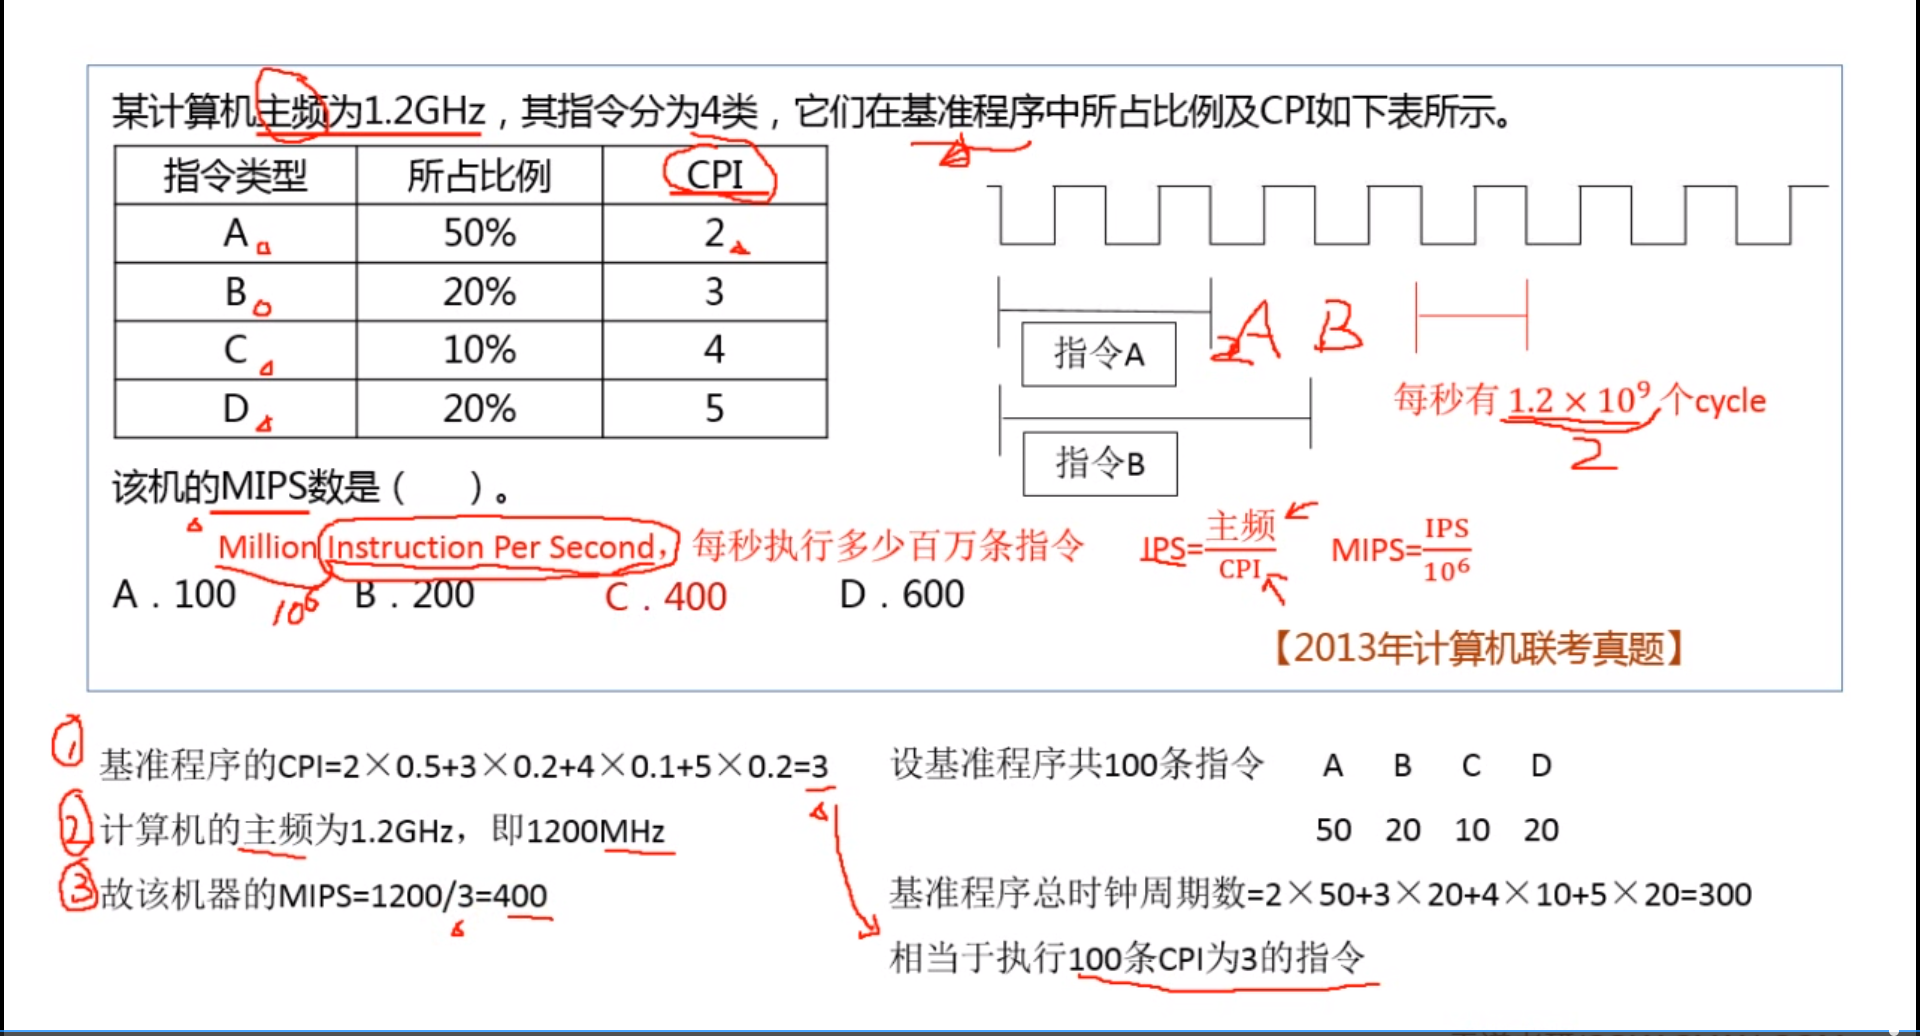 某计算机主频为1.2GHz，其指令分为4类，它们在基准程序中所占比例及CPI如下表所示。
指令类型 所占比例 CPI
A 50% 2
B 20% 3
C 10% 4
D 20% 5
指令A
A B
指令B
每秒有 1.2 × 10⁹ 个cycle
2
该机的MIPS数是（ ）。
Million Instruction Per Second，每秒执行多少百万条指令
IPS=主频/CPI MIPS=IPS/10⁶
A．100 B．200 C．400 D．600
10⁶
【2013年计算机联考真题】
① 基准程序的CPI=2×0.5+3×0.2+4×0.1+5×0.2=3
② 计算机的主频为1.2GHz，即1200MHz
③ 故该机器的MIPS=1200/3=400
设基准程序共100条指令 A B C D
50 20 10 20
基准程序总时钟周期数=2×50+3×20+4×10+5×20=300
相当于执行100条CPI为3的指令